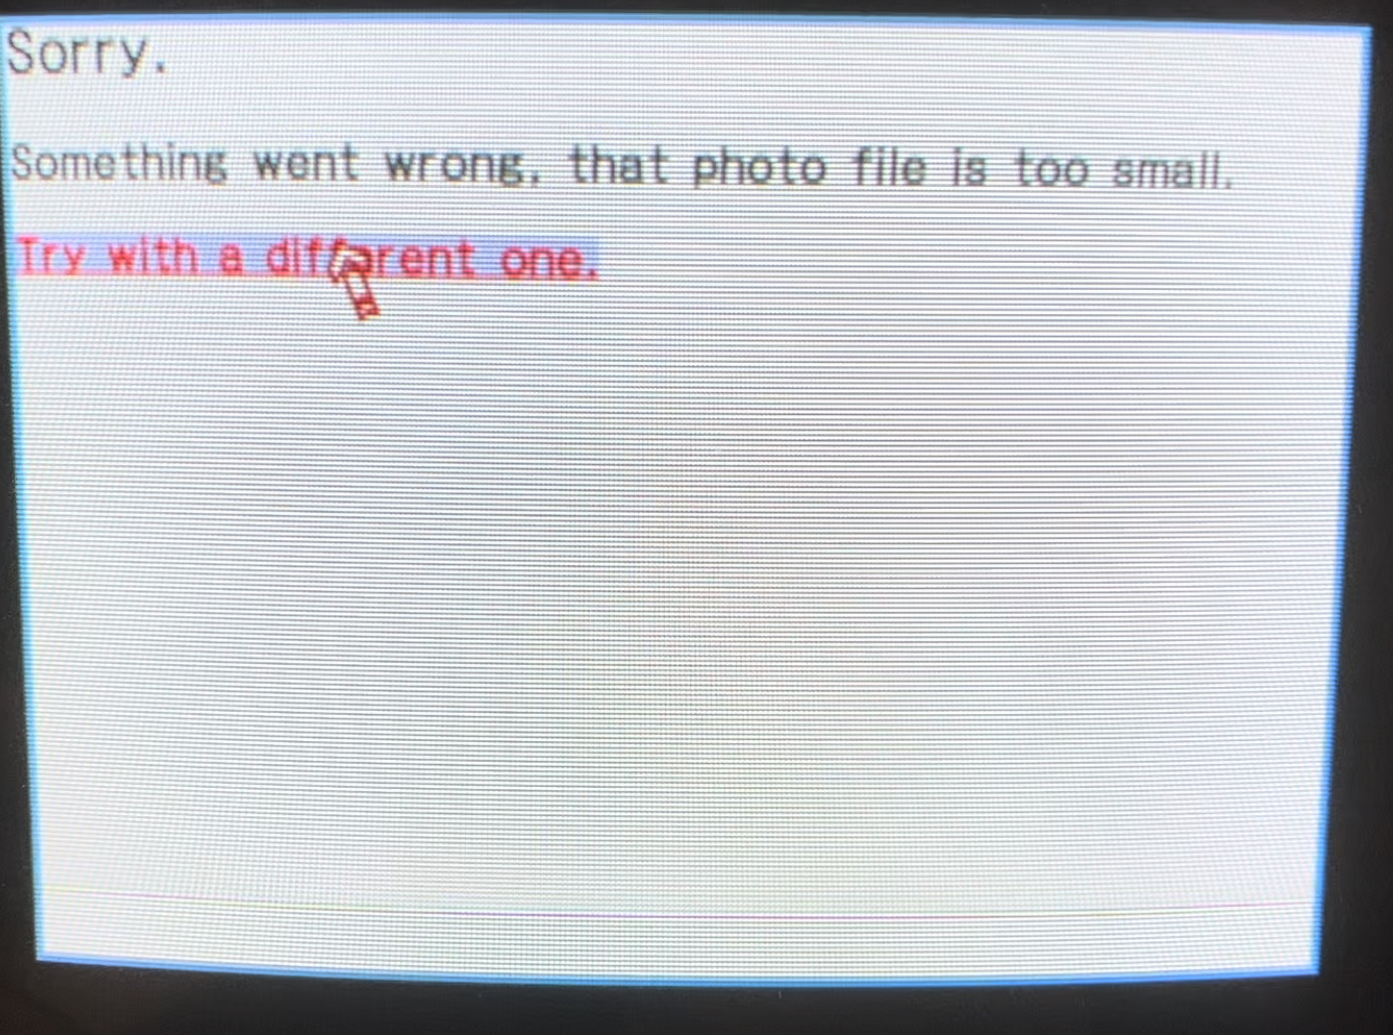 Sorry.
Something went wrong, that photo file is too small.
Try with a different one.